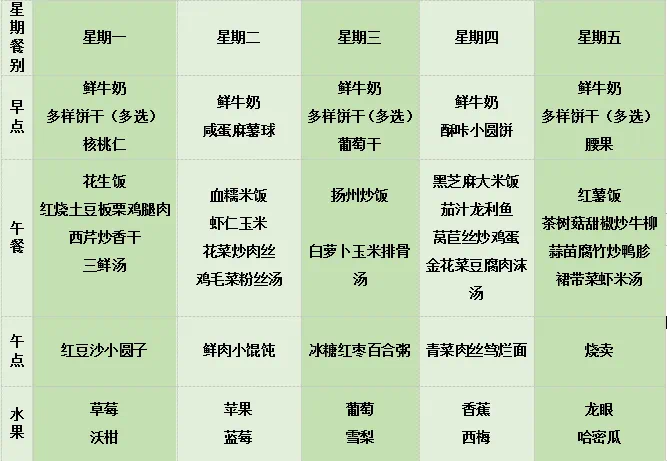 星期餐别
星期一
星期二
星期三
星期四
星期五
早点
鲜牛奶
多样饼干（多选）
核桃仁
鲜牛奶
咸蛋麻薯球
鲜牛奶
多样饼干（多选）
葡萄干
鲜牛奶
酥咔小圆饼
鲜牛奶
多样饼干（多选）
腰果
午餐
花生饭
红烧土豆板栗鸡腿肉
西芹炒香干
三鲜汤
血糯米饭
虾仁玉米
花菜炒肉丝
鸡毛菜粉丝汤
扬州炒饭
白萝卜玉米排骨
汤
黑芝麻大米饭
茄汁龙利鱼
莴苣丝炒鸡蛋
金花菜豆腐肉沫
汤
红薯饭
茶树菇甜椒炒牛柳
蒜苗腐竹炒鸭胗
裙带菜虾米汤
午点
红豆沙小圆子
鲜肉小馄饨
冰糖红枣百合粥
青菜肉丝笃烂面
烧卖
水果
草莓
沃柑
苹果
蓝莓
葡萄
雪梨
香蕉
西梅
龙眼
哈密瓜